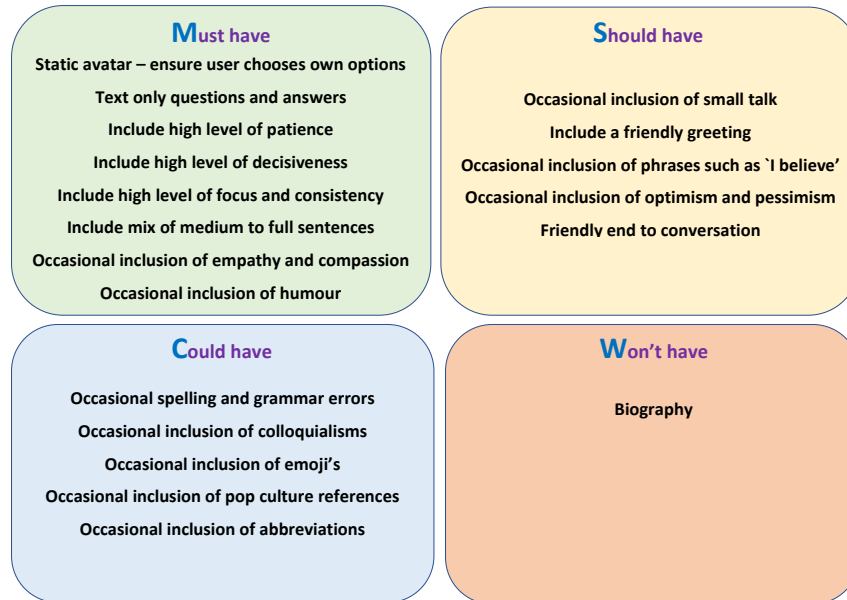 Must have
Static avatar – ensure user chooses own options
Text only questions and answers
Include high level of patience
Include high level of decisiveness
Include high level of focus and consistency
Include mix of medium to full sentences
Occasional inclusion of empathy and compassion
Occasional inclusion of humour
Should have
Occasional inclusion of small talk
Include a friendly greeting
Occasional inclusion of phrases such as `I believe’
Occasional inclusion of optimism and pessimism
Friendly end to conversation
Could have
Occasional spelling and grammar errors
Occasional inclusion of colloquialisms
Occasional inclusion of emoji’s
Occasional inclusion of pop culture references
Occasional inclusion of abbreviations
Won’t have
Biography